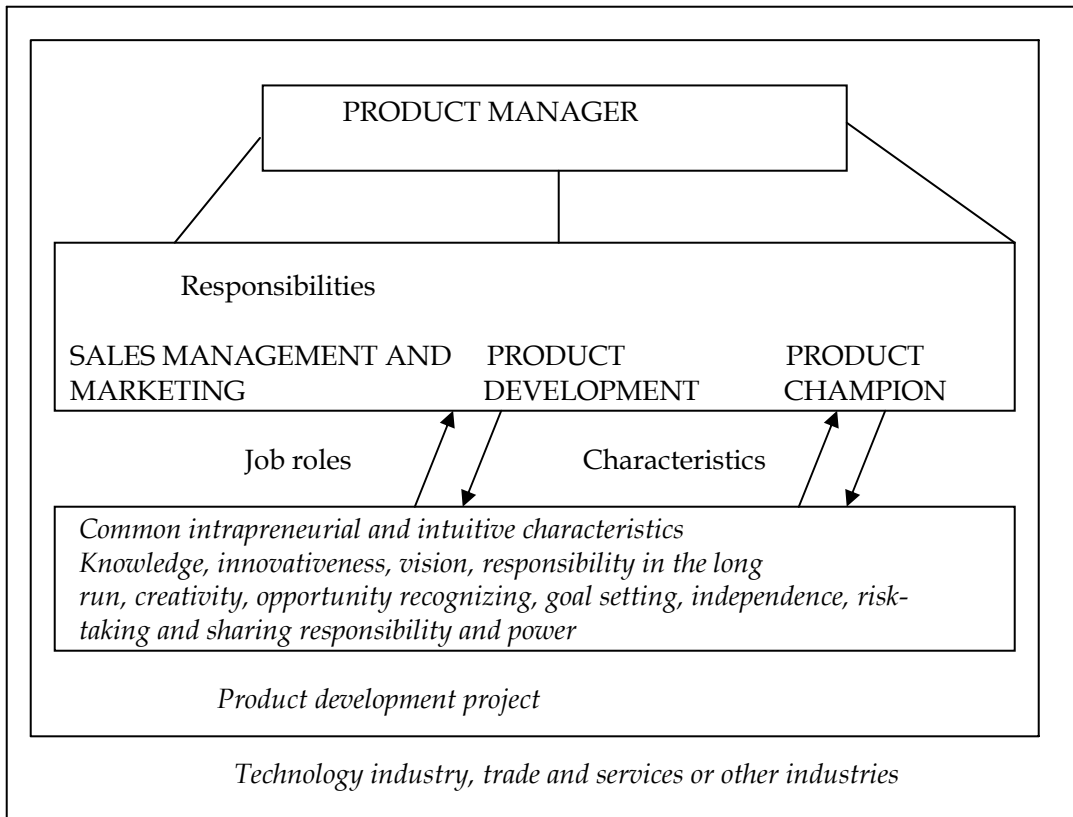 PRODUCT MANAGER
Responsibilities
SALES MANAGEMENT AND MARKETING
PRODUCT DEVELOPMENT
PRODUCT CHAMPION
Job roles
Characteristics
Common intrapreneurial and intuitive characteristics
Knowledge, innovativeness, vision, responsibility in the long
run, creativity, opportunity recognizing, goal setting, independence, risk-
taking and sharing responsibility and power
Product development project
Technology industry, trade and services or other industries